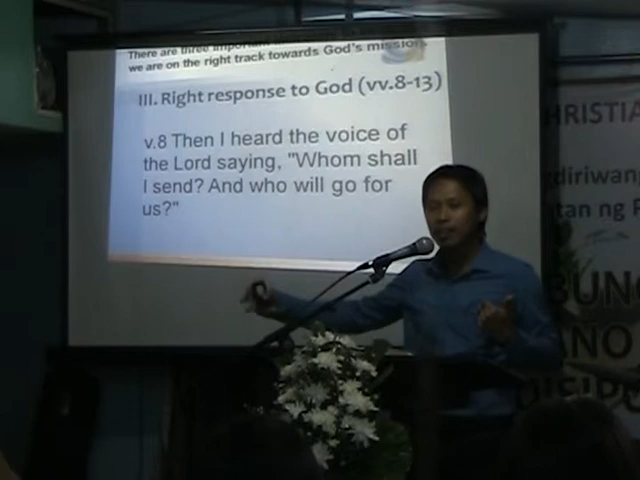 There are three important
we are on the right track towards God's mission
III. Right response to God (vv.8-13)
v.8 Then I heard the voice of
the Lord saying, "Whom shall
I send? And who will go for
us?"
HRISTIA
diriwang
tan ng P
BUNG
ANO
DISIPU